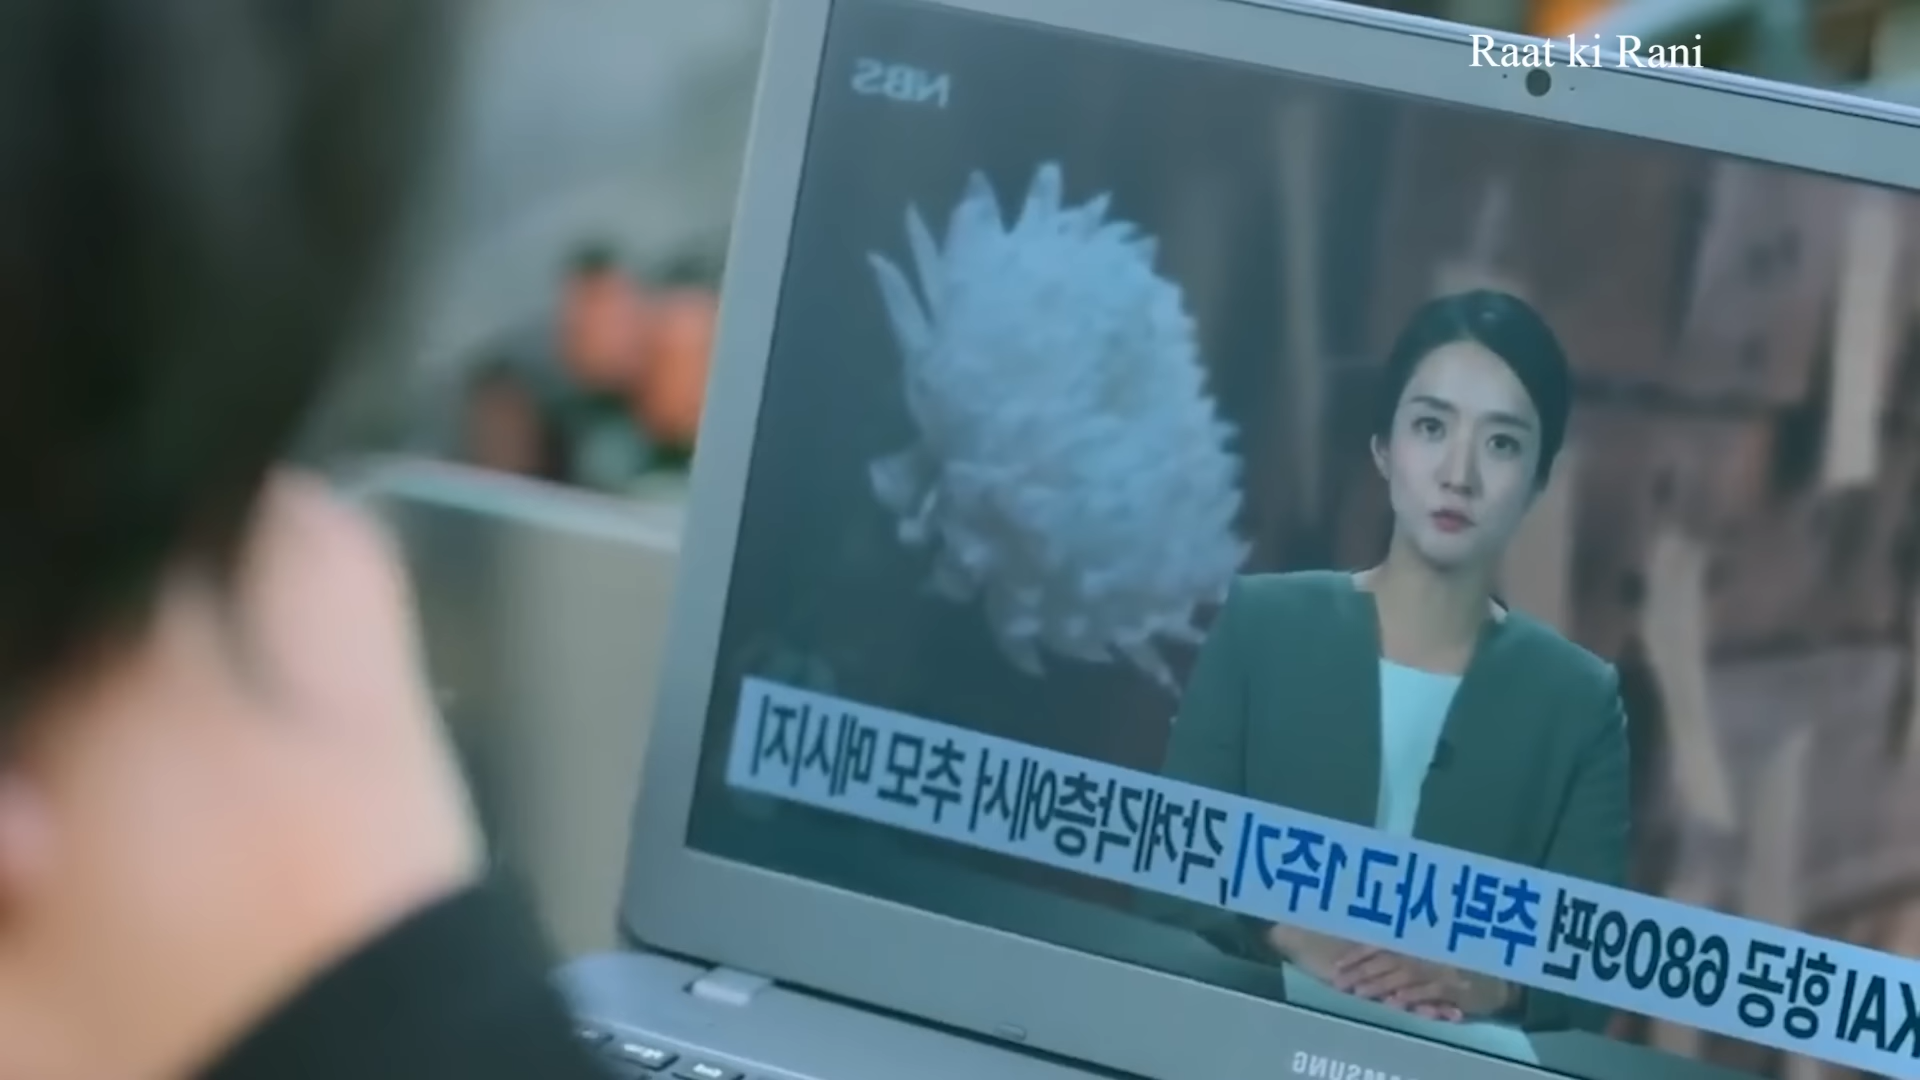 Raat ki Rani
NBS
KAI 항공 6809편 추락 사고 1주기, 각계각층에서 추모 메시지
SAMSUNG